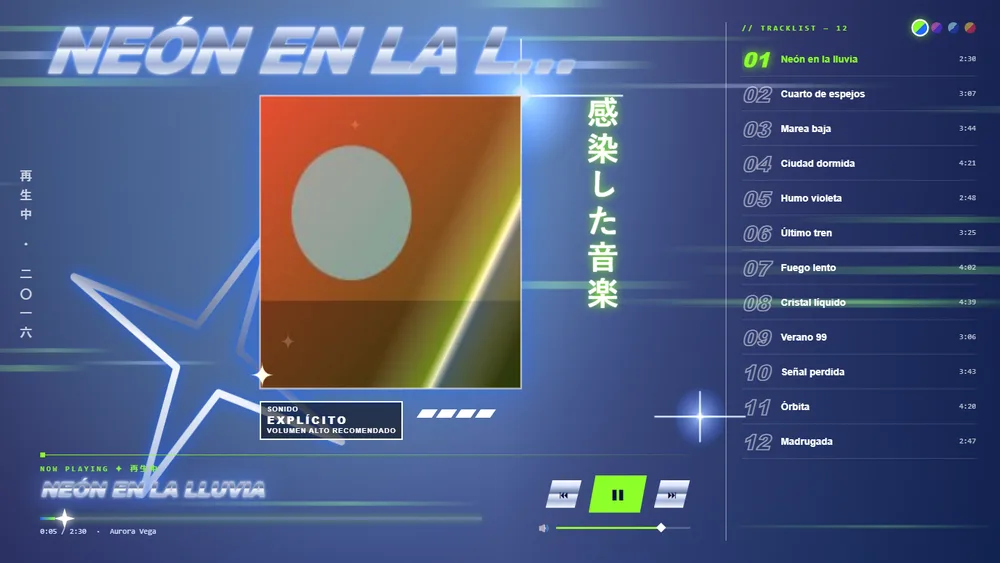 NEÓN EN LA L...
再生中・二〇一六
感染した音楽
SONIDO
EXPLÍCITO
VOLUMEN ALTO RECOMENDADO
NOW PLAYING ✦ 再生中
NEÓN EN LA LLUVIA
0:05 / 2:30 · Aurora Vega
// TRACKLIST — 12
01 Neón en la lluvia 2:30
02 Cuarto de espejos 3:07
03 Marea baja 3:44
04 Ciudad dormida 4:21
05 Humo violeta 2:48
06 Último tren 3:25
07 Fuego lento 4:02
08 Cristal líquido 4:39
09 Verano 99 3:06
10 Señal perdida 3:43
11 Órbita 4:20
12 Madrugada 2:47